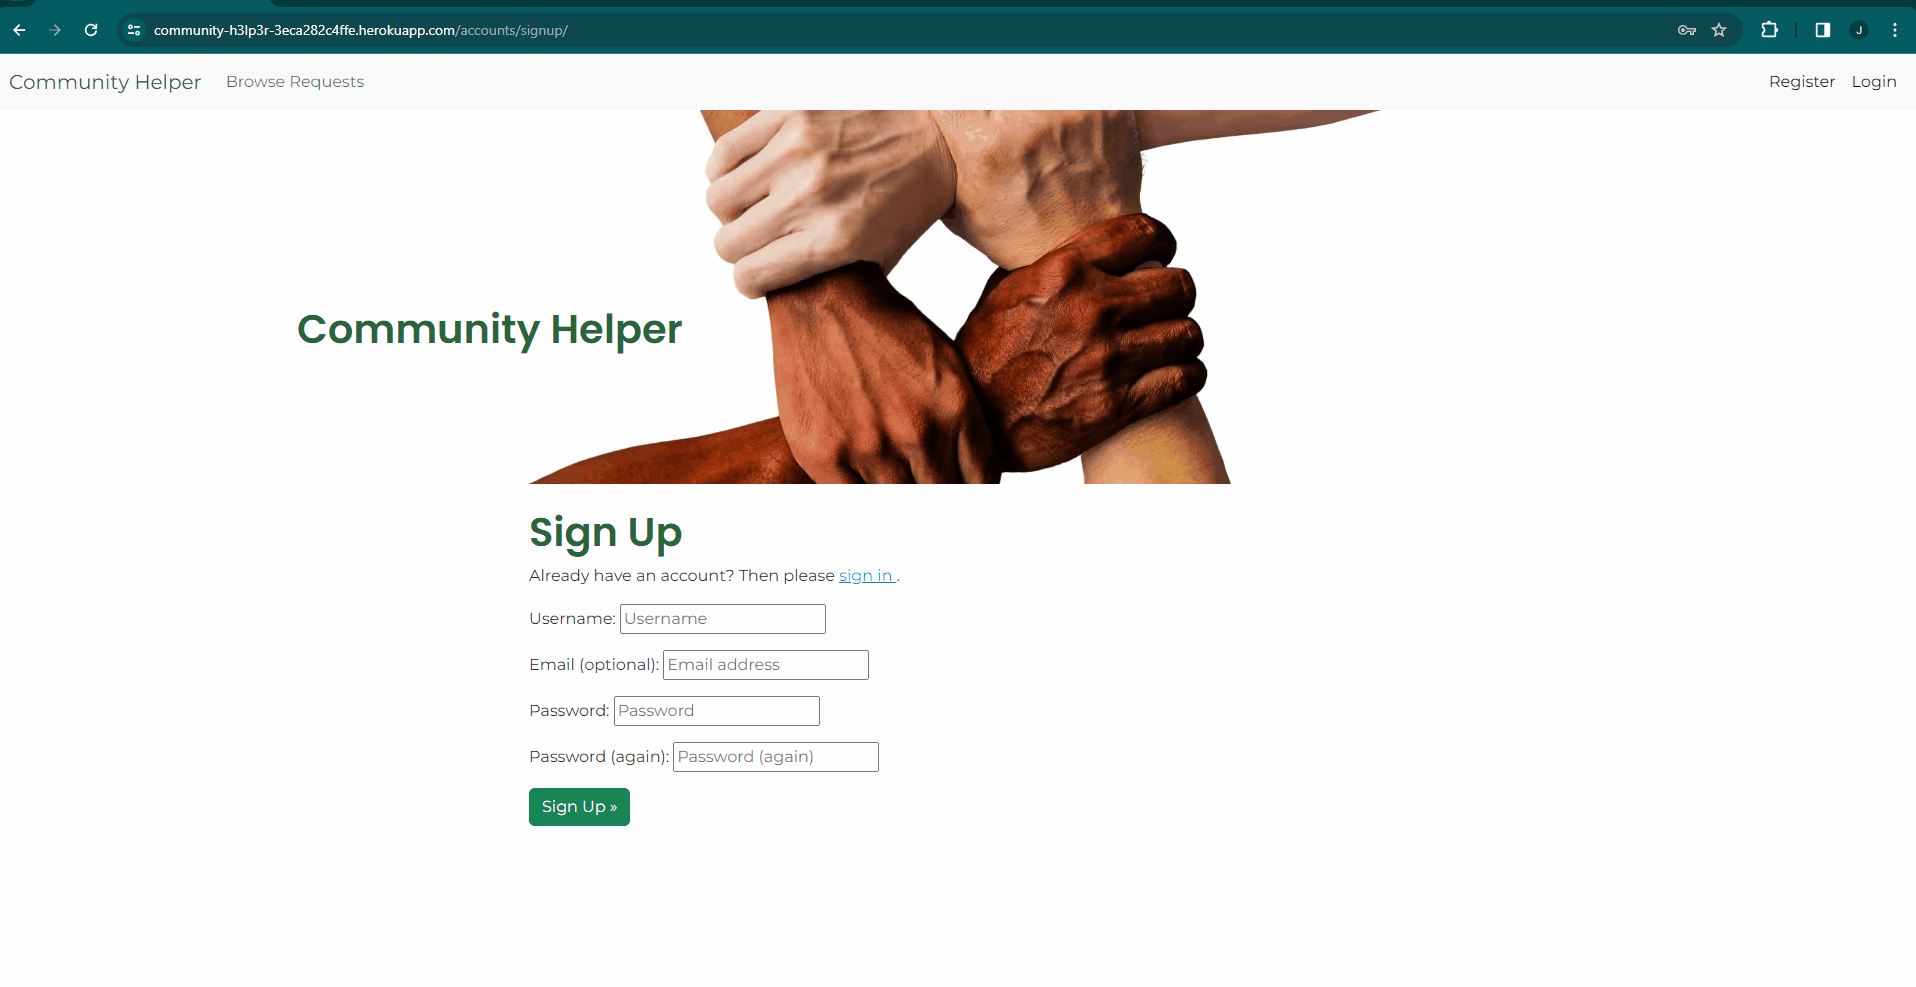 community-h3lp3r-3eca282c4ffe.herokuapp.com/accounts/signup/
J
Community Helper Browse Requests Register Login
Community Helper
Sign Up
Already have an account? Then please sign in .
Username: Username
Email (optional): Email address
Password: Password
Password (again): Password (again)
Sign Up »